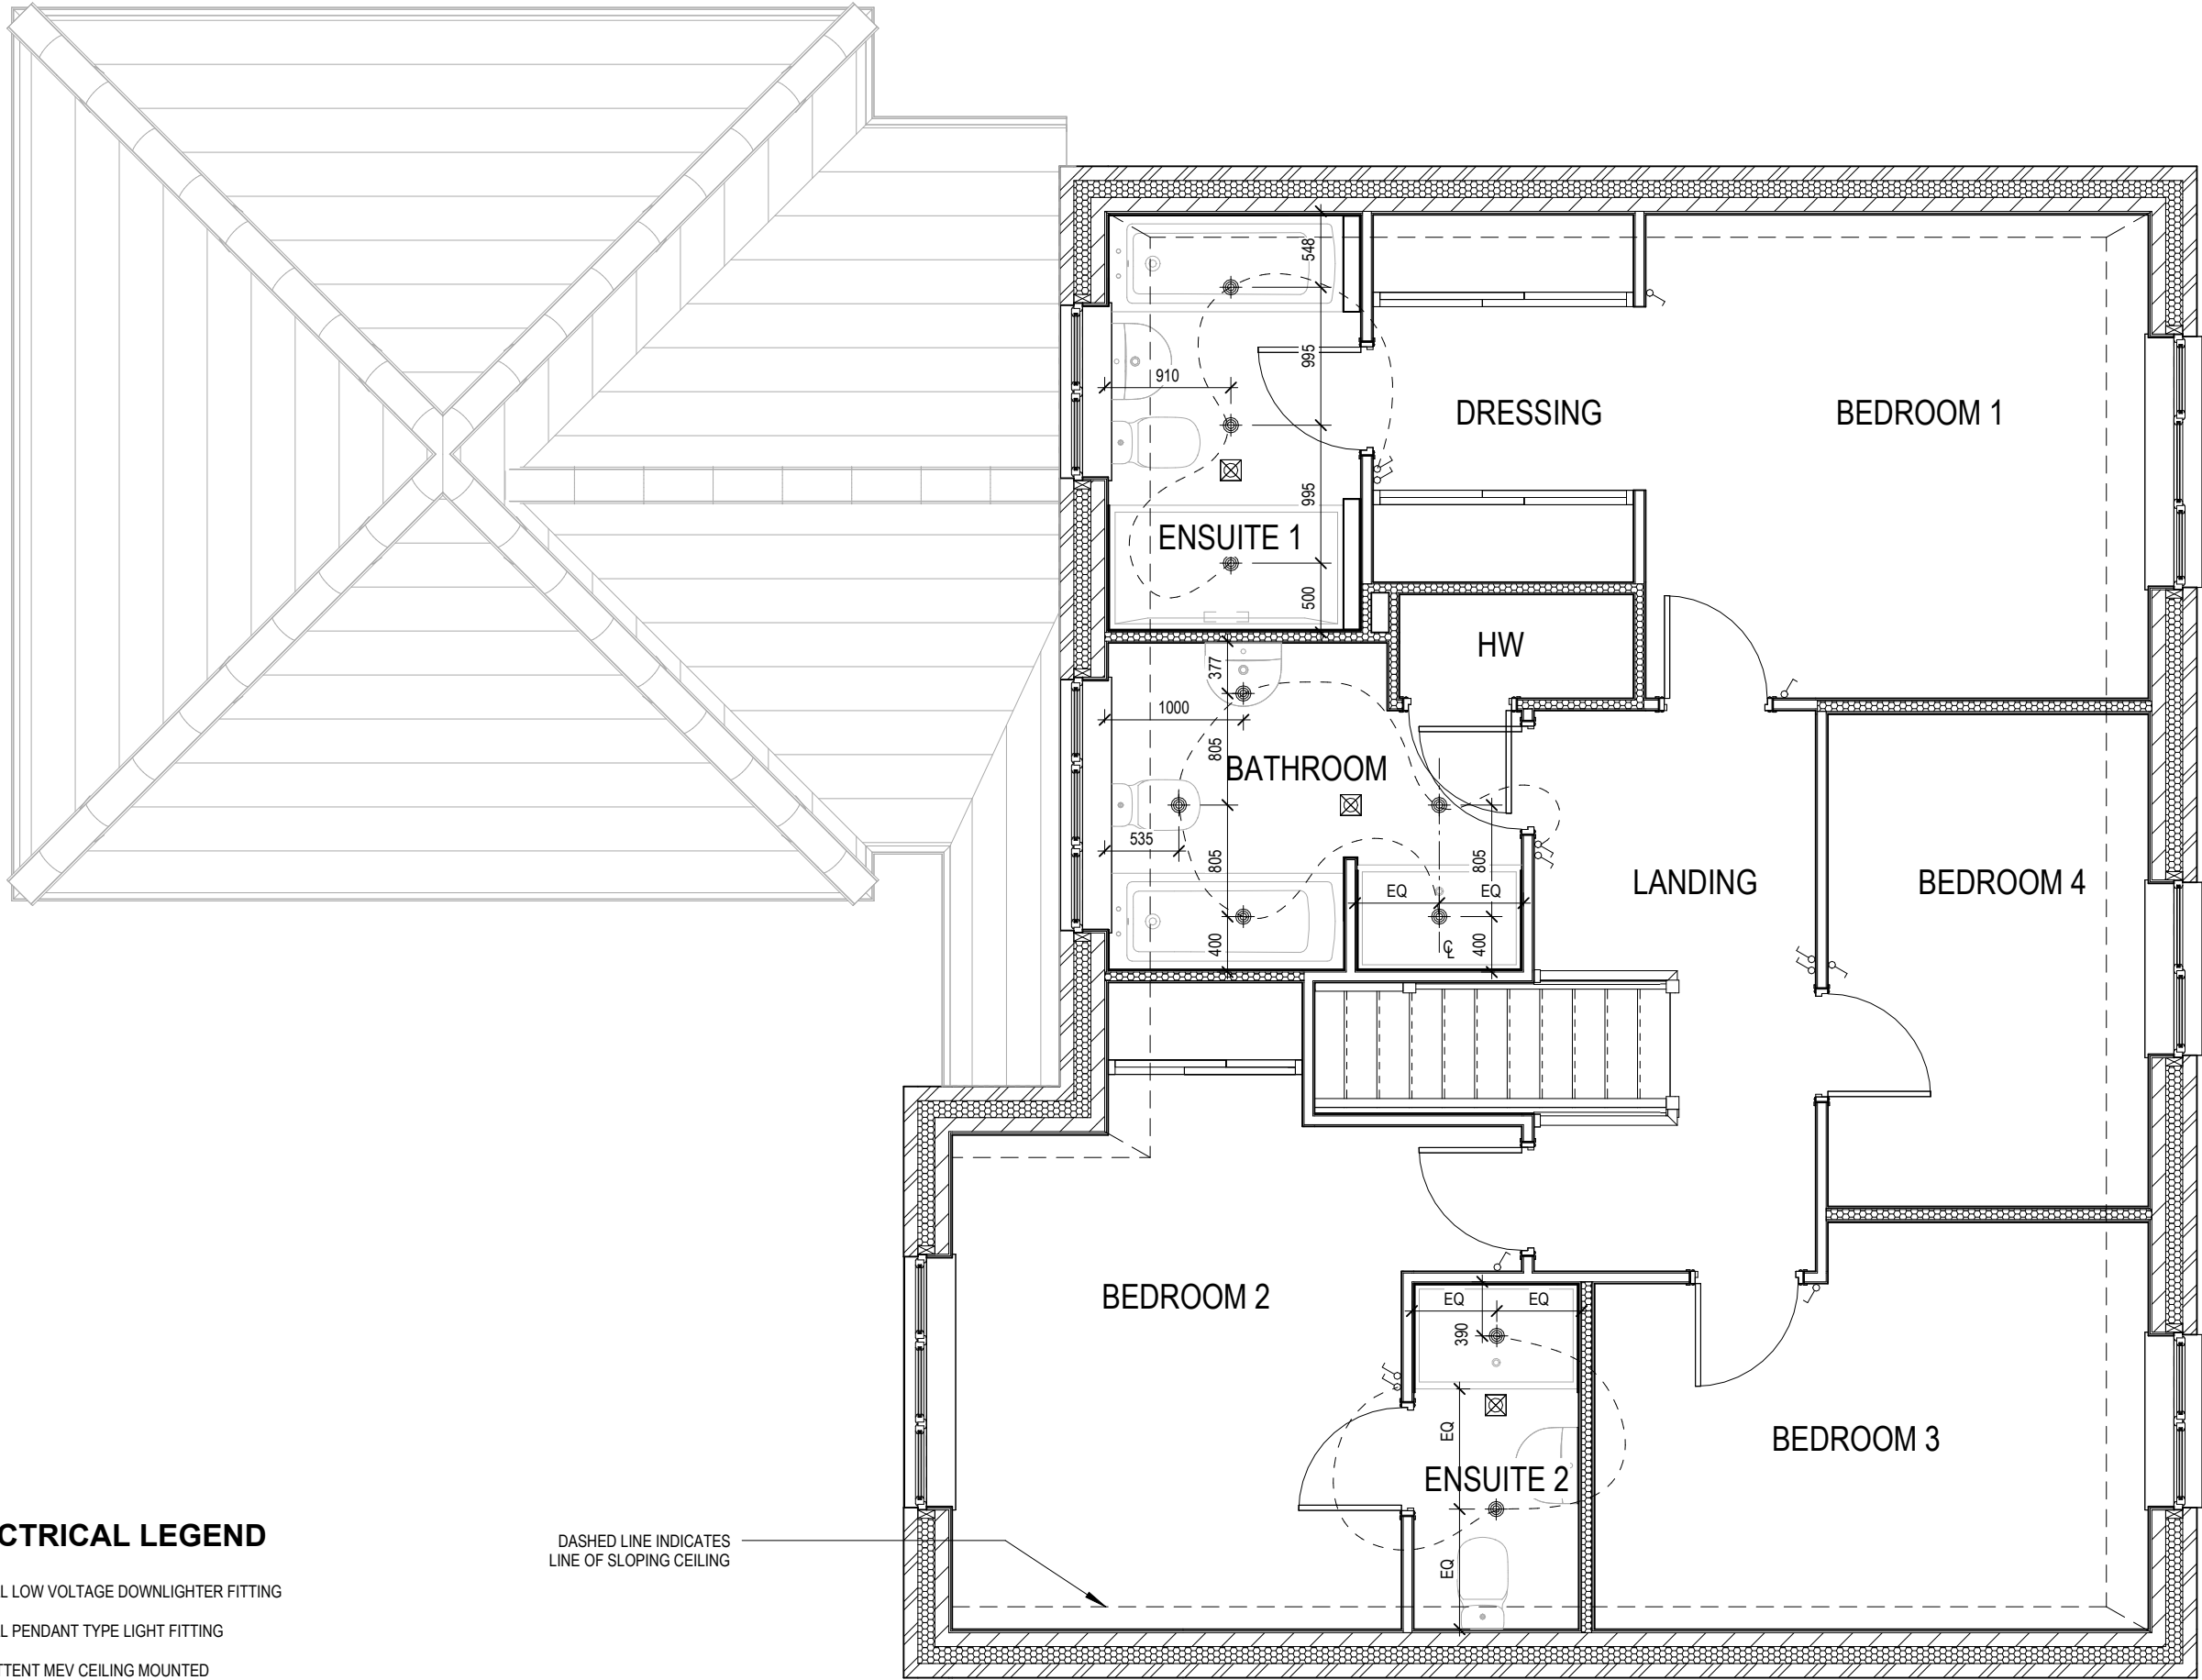 548
995
910
DRESSING
BEDROOM 1
995
ENSUITE 1
500
HW
377
1000
805
BATHROOM
535
805
805
EQ
EQ
LANDING
BEDROOM 4
400
400
℄
BEDROOM 2
EQ
EQ
390
EQ
BEDROOM 3
ENSUITE 2
EQ
CTRICAL LEGEND
L LOW VOLTAGE DOWNLIGHTER FITTING
L PENDANT TYPE LIGHT FITTING
TTENT MEV CEILING MOUNTED
DASHED LINE INDICATES
LINE OF SLOPING CEILING